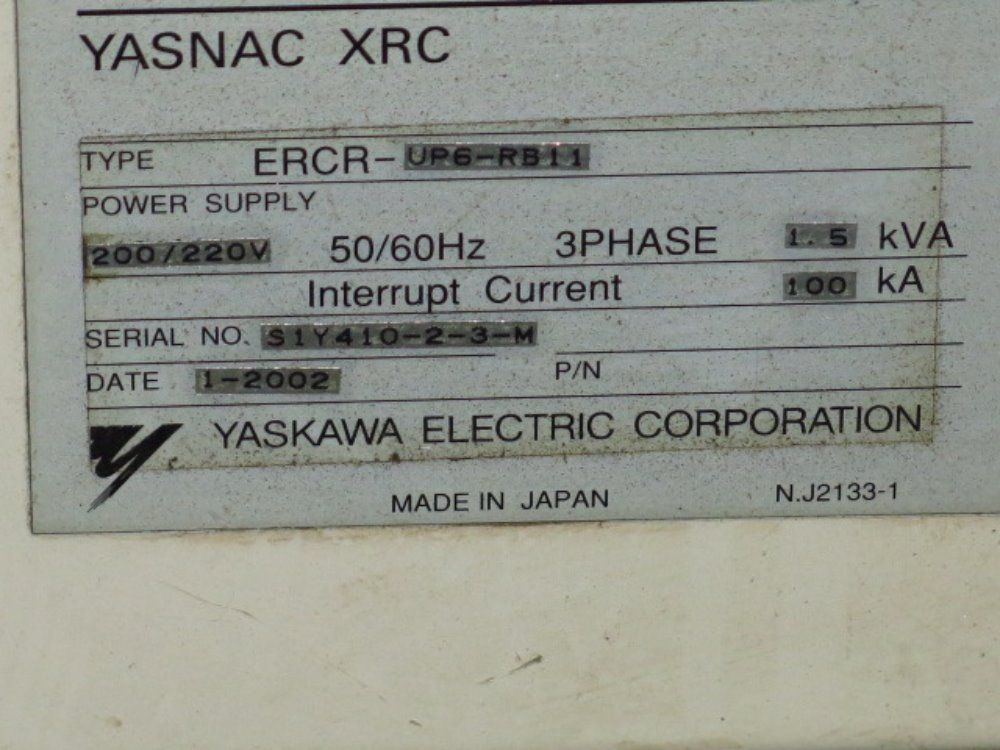 YASNAC XRC
TYPE ERCR-UP6-RB11
POWER SUPPLY
200/220V 50/60Hz 3PHASE 1.5 kVA
Interrupt Current 100 kA
SERIAL NO. S1Y410-2-3-M
DATE 1-2002 P/N
YASKAWA ELECTRIC CORPORATION
MADE IN JAPAN N.J2133-1